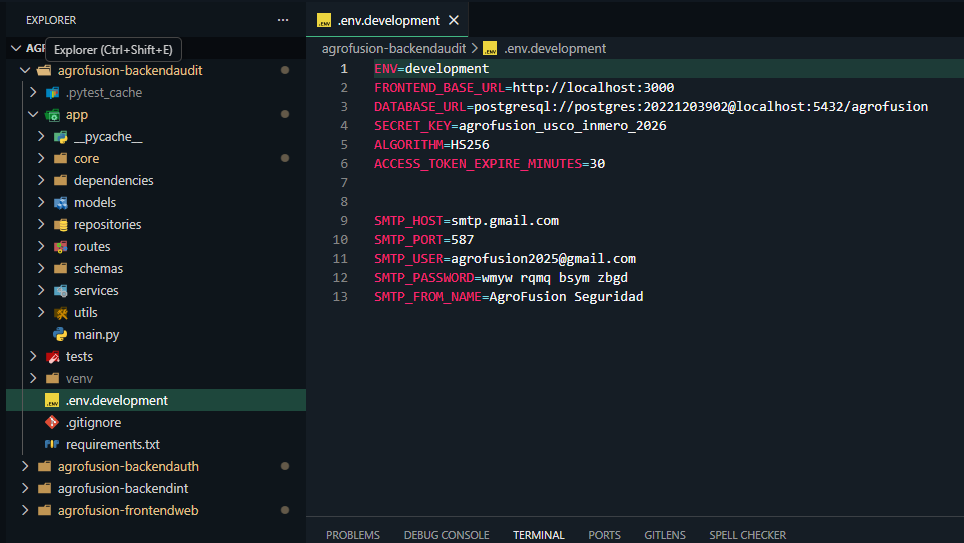 EXPLORER
.env.development
AGR
Explorer (Ctrl+Shift+E)
agrofusion-backendaudit
.pytest_cache
app
__pycache__
core
dependencies
models
repositories
routes
schemas
services
utils
main.py
tests
venv
.env.development
.gitignore
requirements.txt
agrofusion-backendauth
agrofusion-backendint
agrofusion-frontendweb
agrofusion-backendaudit > .env.development
1 ENV=development
2 FRONTEND_BASE_URL=http://localhost:3000
3 DATABASE_URL=postgresql://postgres:20221203902@localhost:5432/agrofusion
4 SECRET_KEY=agrofusion_usco_inmero_2026
5 ALGORITHM=HS256
6 ACCESS_TOKEN_EXPIRE_MINUTES=30
7
8
9 SMTP_HOST=smtp.gmail.com
10 SMTP_PORT=587
11 SMTP_USER=agrofusion2025@gmail.com
12 SMTP_PASSWORD=wmyw rqmq bsym zbgd
13 SMTP_FROM_NAME=AgroFusion Seguridad
PROBLEMS DEBUG CONSOLE TERMINAL PORTS GITLENS SPELL CHECKER